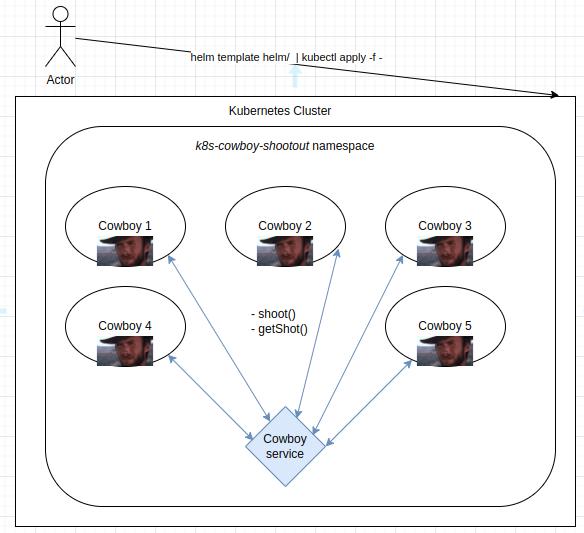 helm template helm/ | kubectl apply -f -
Actor
Kubernetes Cluster
k8s-cowboy-shootout namespace
Cowboy 1
Cowboy 2
Cowboy 3
- shoot()
- getShot()
Cowboy 4
Cowboy 5
Cowboy
service